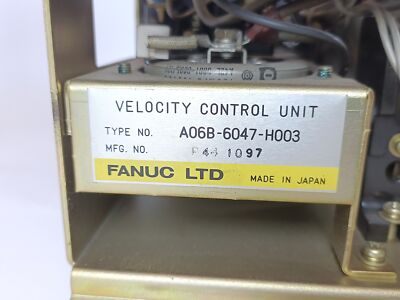 VELOCITY CONTROL UNIT
TYPE NO. A06B-6047-H003
MFG. NO. 1097
FANUC LTD MADE IN JAPAN